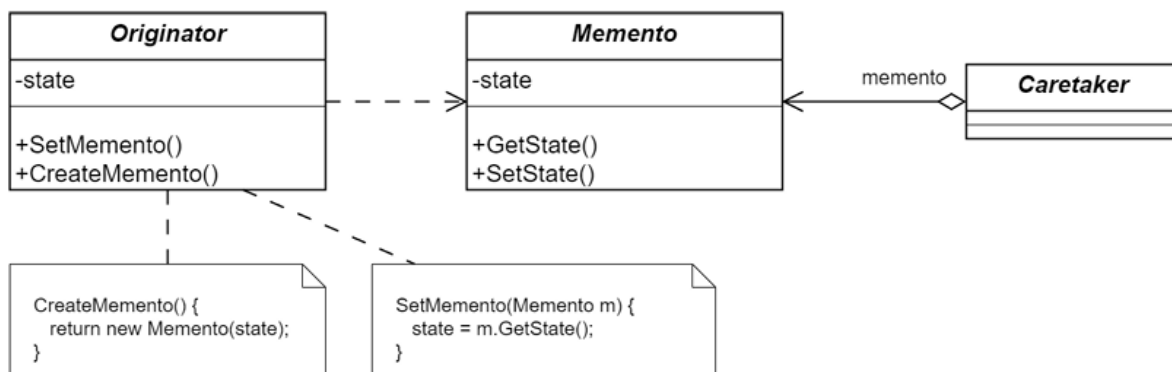 Originator
-state
+SetMemento()
+CreateMemento()
Memento
-state
+GetState()
+SetState()
memento
Caretaker
CreateMemento() {
return new Memento(state);
}
SetMemento(Memento m) {
state = m.GetState();
}